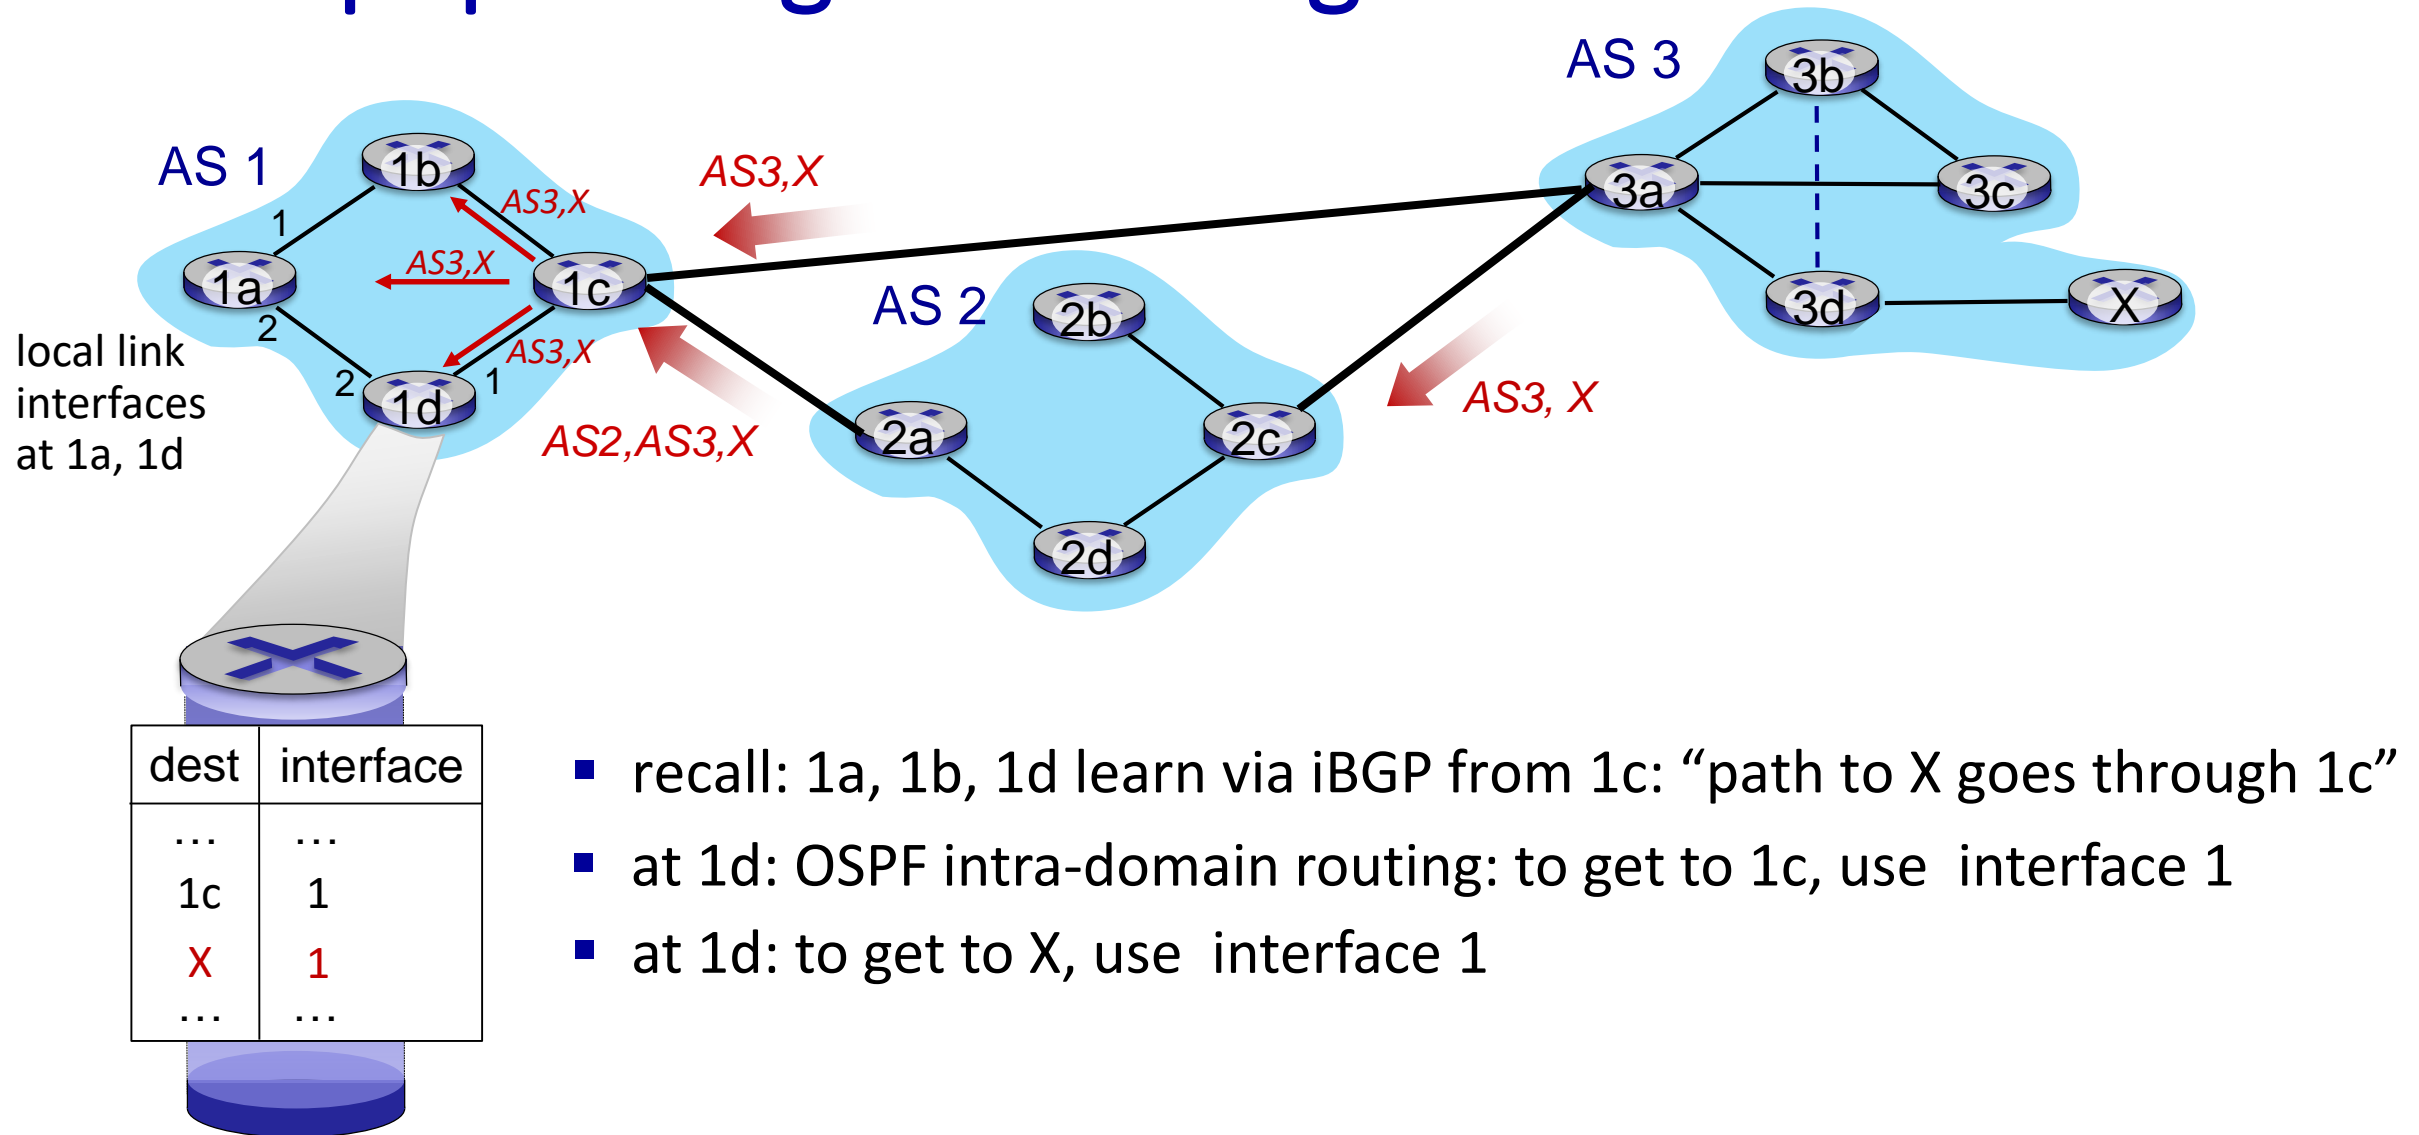 AS 3
3b
AS 1
1b
AS3,X
3a
3c
AS3,X
1
AS3,X
1a
1c
AS 2
2b
3d
X
2
local link
interfaces
at 1a, 1d
AS3,X
2
1
1d
AS3, X
AS2,AS3,X
2a
2c
2d
dest interface
... ...
1c 1
X 1
... ...
▪ recall: 1a, 1b, 1d learn via iBGP from 1c: “path to X goes through 1c”
▪ at 1d: OSPF intra-domain routing: to get to 1c, use interface 1
▪ at 1d: to get to X, use interface 1